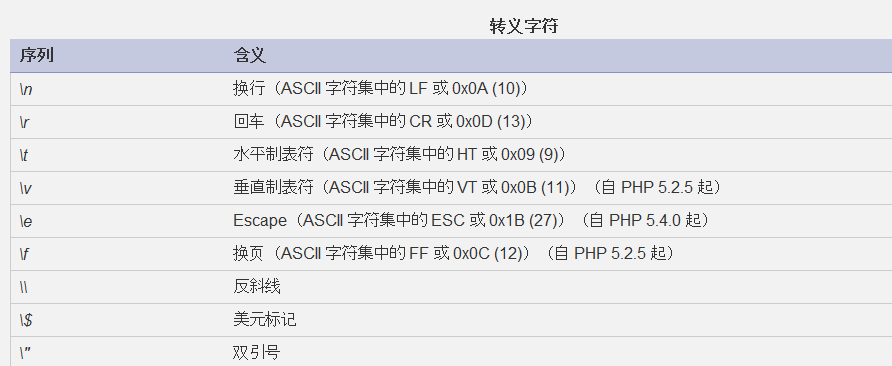 转义字符
序列 含义
\n 换行（ASCII 字符集中的 LF 或 0x0A (10)）
\r 回车（ASCII 字符集中的 CR 或 0x0D (13)）
\t 水平制表符（ASCII 字符集中的 HT 或 0x09 (9)）
\v 垂直制表符（ASCII 字符集中的 VT 或 0x0B (11)）（自 PHP 5.2.5 起）
\e Escape（ASCII 字符集中的 ESC 或 0x1B (27)）（自 PHP 5.4.0 起）
\f 换页（ASCII 字符集中的 FF 或 0x0C (12)）（自 PHP 5.2.5 起）
\\ 反斜线
\$ 美元标记
\" 双引号